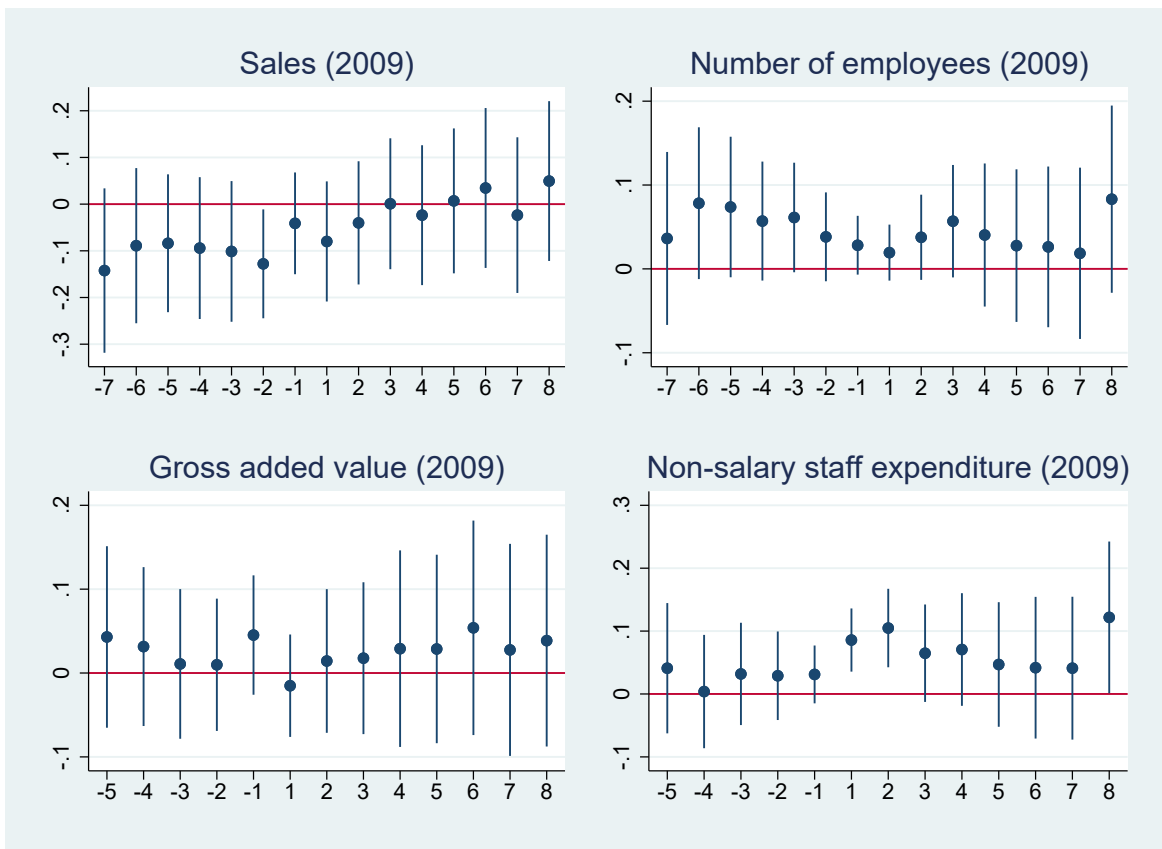 Sales (2009)
.2
.1
0
-.1
-.2
-.3
-7 -6 -5 -4 -3 -2 -1 1 2 3 4 5 6 7 8
Number of employees (2009)
.2
.1
0
-.1
-7 -6 -5 -4 -3 -2 -1 1 2 3 4 5 6 7 8
Gross added value (2009)
.2
.1
0
-.1
-5 -4 -3 -2 -1 1 2 3 4 5 6 7 8
Non-salary staff expenditure (2009)
.3
.2
.1
0
-.1
-5 -4 -3 -2 -1 1 2 3 4 5 6 7 8